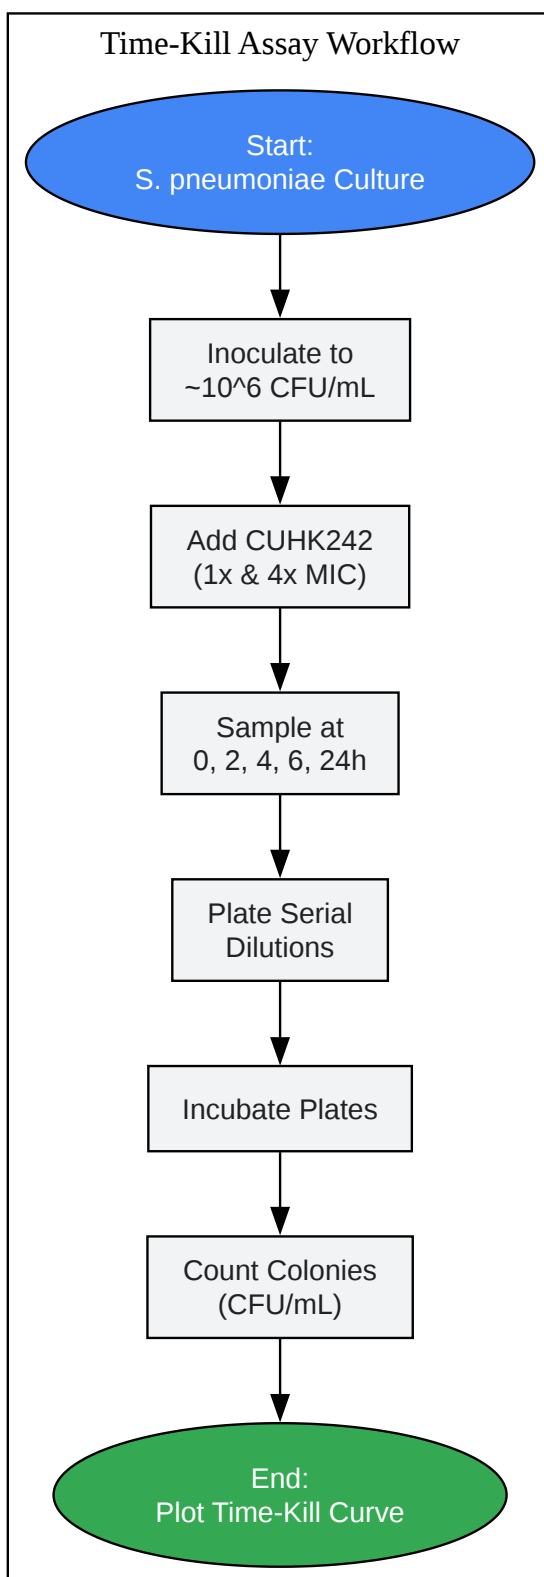 Time-Kill Assay Workflow
Start:
S. pneumoniae Culture
Inoculate to
~10^6 CFU/mL
Add CUHK242
(1x & 4x MIC)
Sample at
0, 2, 4, 6, 24h
Plate Serial
Dilutions
Incubate Plates
Count Colonies
(CFU/mL)
End:
Plot Time-Kill Curve